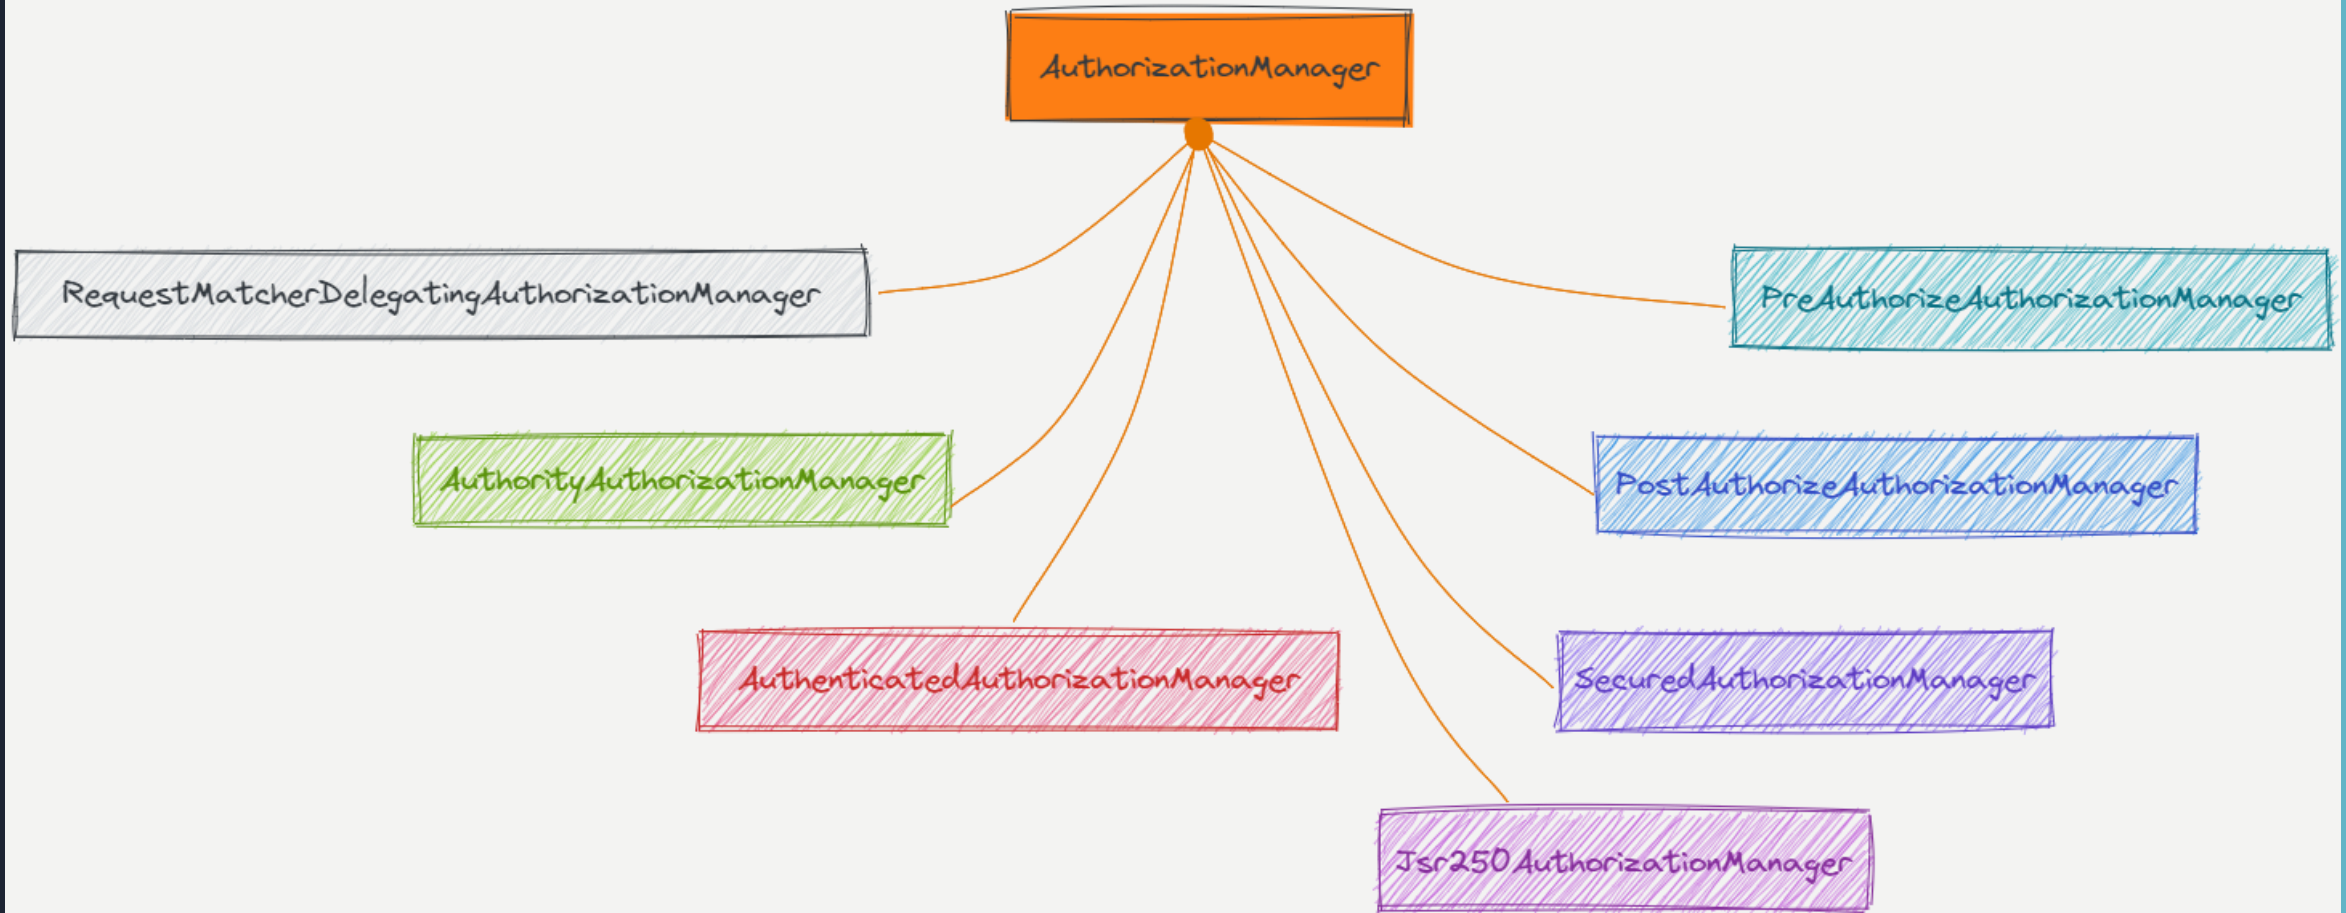 AuthorizationManager
RequestMatcherDelegatingAuthorizationManager
PreAuthorizeAuthorizationManager
AuthorityAuthorizationManager
PostAuthorizeAuthorizationManager
AuthenticatedAuthorizationManager
SecuredAuthorizationManager
Jsr250AuthorizationManager